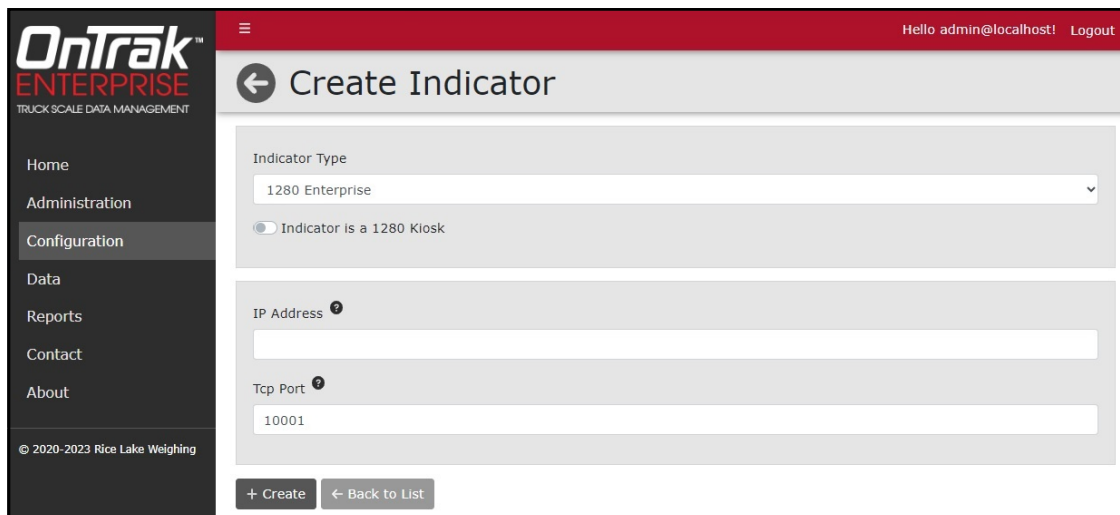 OnTrak™
ENTERPRISE
TRUCK SCALE DATA MANAGEMENT
Home
Administration
Configuration
Data
Reports
Contact
About
© 2020-2023 Rice Lake Weighing
☰ Hello admin@localhost! Logout
Create Indicator
Indicator Type
1280 Enterprise
Indicator is a 1280 Kiosk
IP Address ?
Tcp Port ?
10001
+ Create ← Back to List